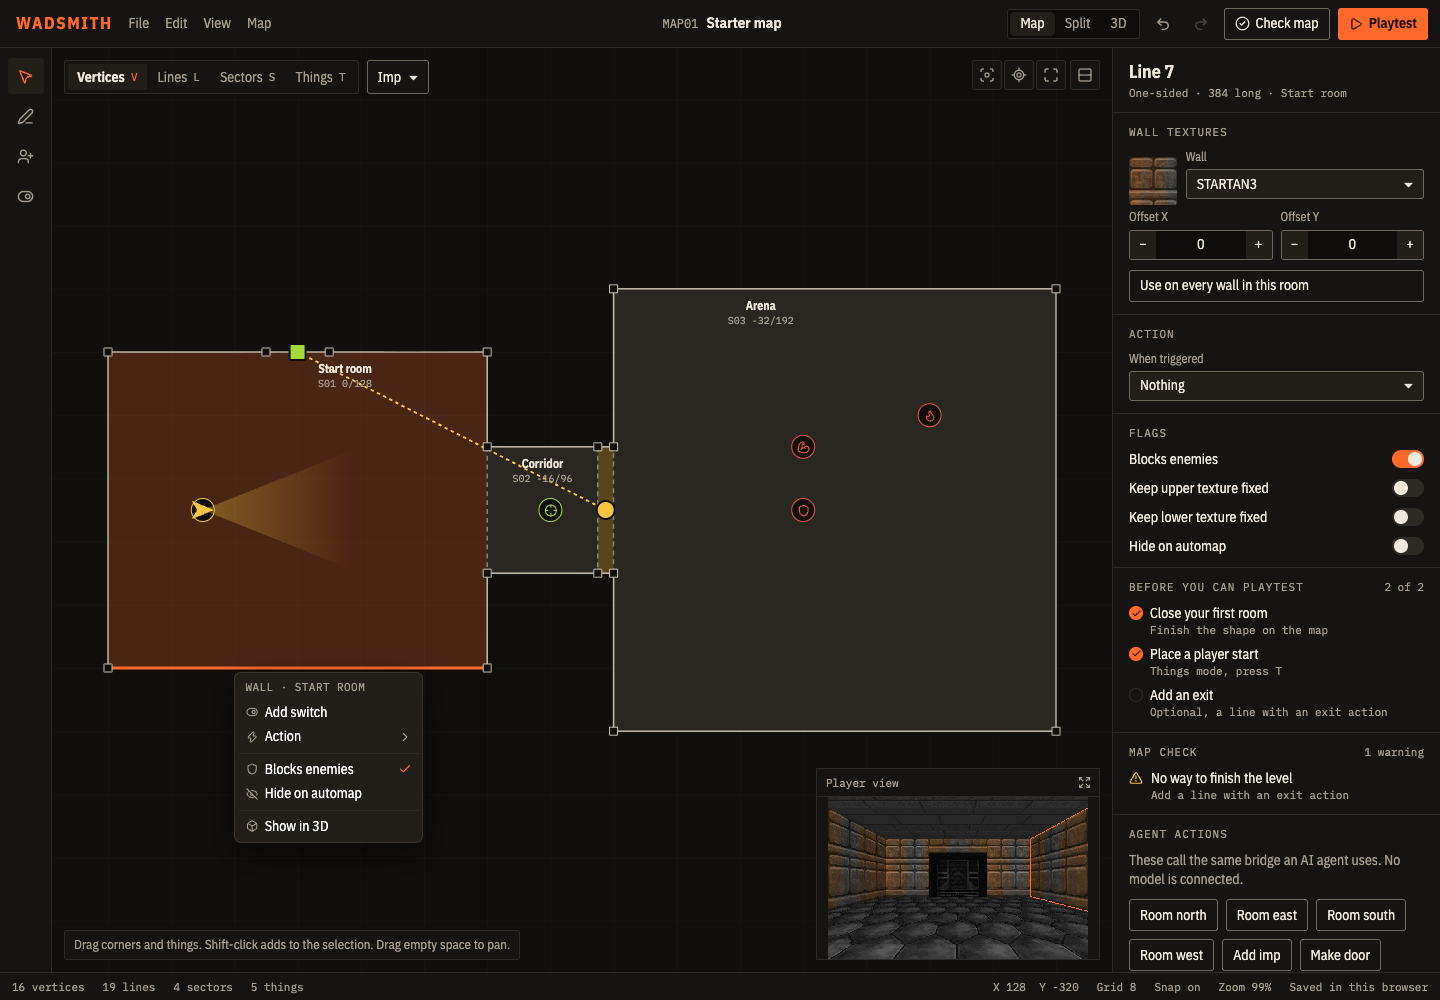 WADSMITH File Edit View Map
MAP01 Starter map
Map Split 3D
Check map
Playtest
Vertices V Lines L Sectors S Things T
Imp
Arena
S03 -32/192
Start room
S01 0/128
Corridor
S02 -16/96
WALL · START ROOM
Add switch
Action
Blocks enemies
Hide on automap
Show in 3D
Player view
Drag corners and things. Shift-click adds to the selection. Drag empty space to pan.
Line 7
One-sided · 384 long · Start room
WALL TEXTURES
Wall
STARTAN3
Offset X Offset Y
− 0 + − 0 +
Use on every wall in this room
ACTION
When triggered
Nothing
FLAGS
Blocks enemies
Keep upper texture fixed
Keep lower texture fixed
Hide on automap
BEFORE YOU CAN PLAYTEST 2 of 2
Close your first room
Finish the shape on the map
Place a player start
Things mode, press T
Add an exit
Optional, a line with an exit action
MAP CHECK 1 warning
No way to finish the level
Add a line with an exit action
AGENT ACTIONS
These call the same bridge an AI agent uses. No
model is connected.
Room north Room east Room south
Room west Add imp Make door
16 vertices 19 lines 4 sectors 5 things
X 128 Y -320 Grid 8 Snap on Zoom 99% Saved in this browser